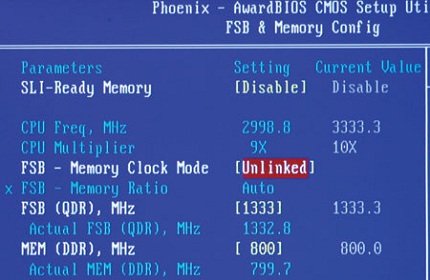 Phoenix - AwardBIOS CMOS Setup Uti
FSB & Memory Config
Parameters Setting Current Value
SLI-Ready Memory [Disable] Disable
CPU Freq, MHz 2998.8 3333.3
CPU Multiplier 9X 10X
FSB - Memory Clock Mode [Unlinked]
x FSB - Memory Ratio Auto
FSB (QDR), MHz [1333] 1333.3
Actual FSB (QDR), MHz 1332.8
MEM (DDR), MHz [ 800] 800.0
Actual MEM (DDR), MHz 799.7